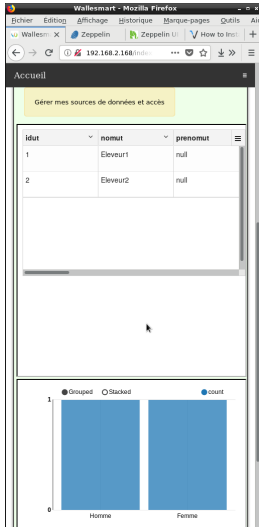 Wallesmart - Mozilla Firefox
Fichier Edition Affichage Historique Marque-pages Outils
Wallesm Zeppelin Zeppelin How to Inst
192.168.2.168/inde
Accueil
Gérer mes sources de données et accès
idut nomut prenomut
1 Eleveur1 null
2 Eleveur2 null
Grouped Stacked count
1
0
Homme Femme